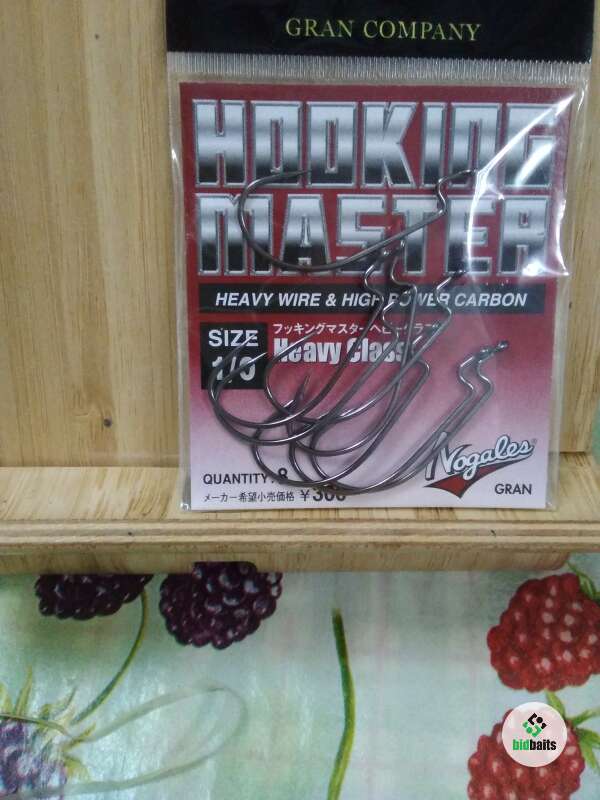 GRAN COMPANY
HOOKING
MASTER
HEAVY WIRE & HIGH POWER CARBON
SIZE
1/0
フッキングマスターヘビークラス
Heavy Class
QUANTITY: 8
メーカー希望小売価格 ¥300
Nogales®
GRAN
bidbaits